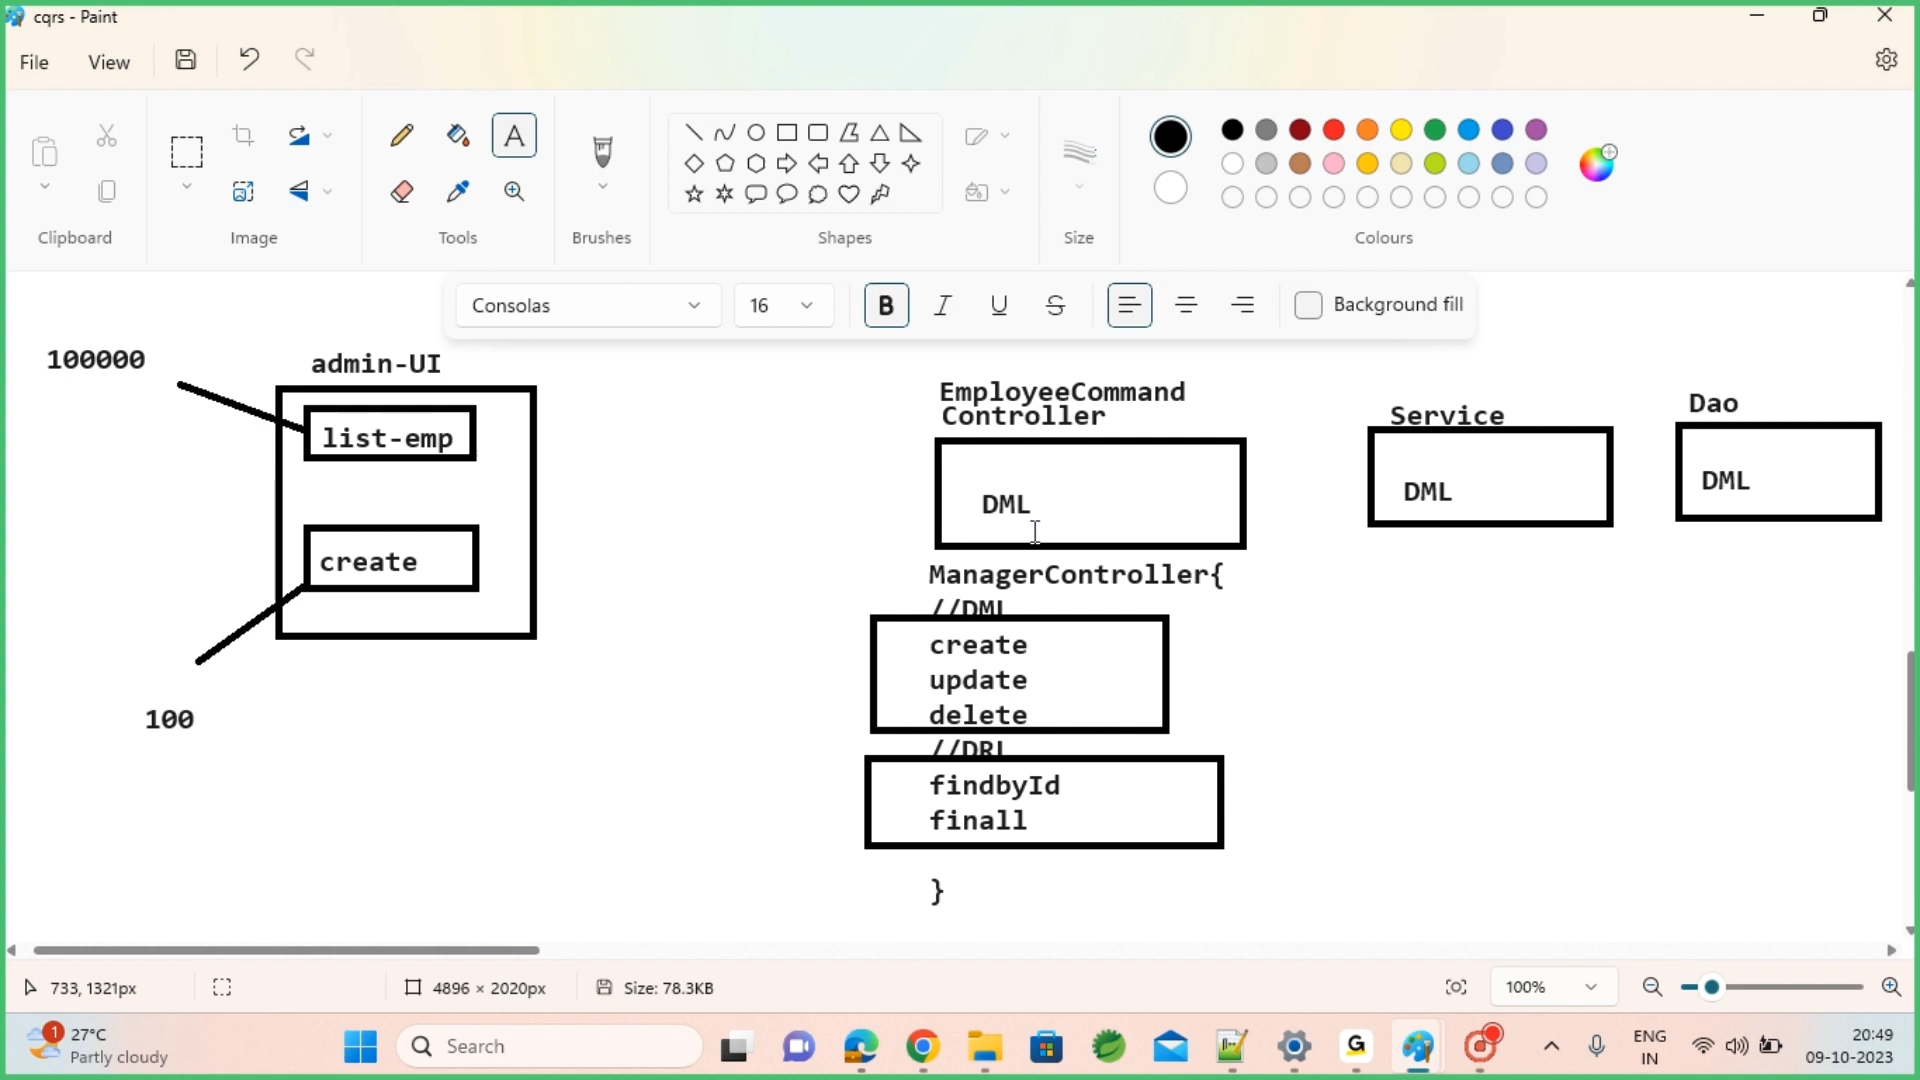 cqrs - Paint
File
View
Clipboard
Image
Tools
Brushes
Shapes
Size
Colours
Consolas
16
B
I
U
S
Background fill
100000
admin-UI
list-emp
create
100
EmployeeCommand
Controller
DML
Service
DML
Dao
DML
ManagerController{
//DML
create
update
delete
//DRL
findbyId
finall
}
733, 1321px
4896 × 2020px
Size: 78.3KB
100%
1
27°C
Partly cloudy
Search
ENG
IN
20:49
09-10-2023